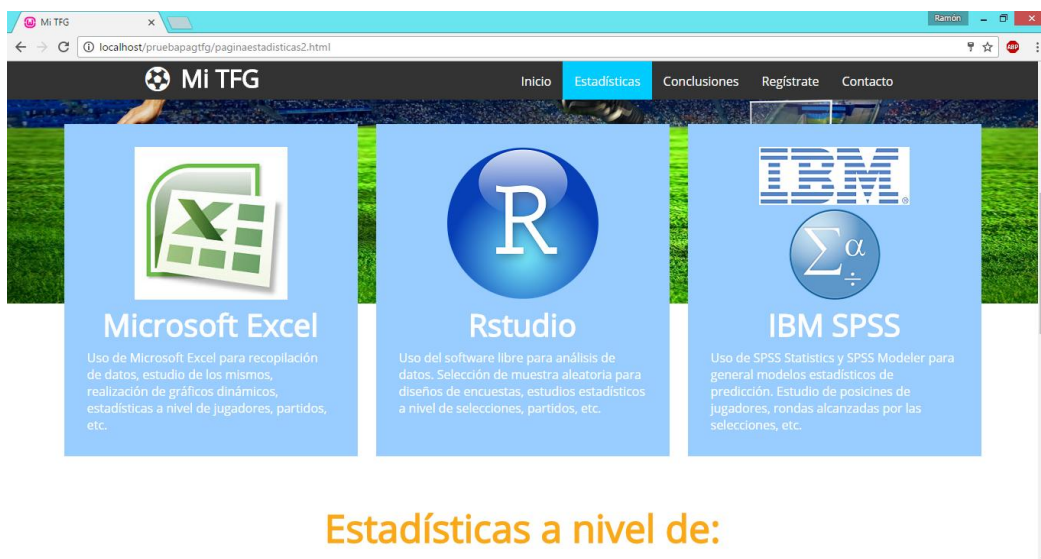 Mi TFG
Ramón
localhost/pruebapagtfg/paginaestadisticas2.html
ABP
Mi TFG
Inicio Estadísticas Conclusiones Regístrate Contacto
X
R
IBM
®
Σ α ÷
Microsoft Excel
Uso de Microsoft Excel para recopilación
de datos, estudio de los mismos,
realización de gráficos dinámicos,
estadísticas a nivel de jugadores, partidos,
etc.
Rstudio
Uso del software libre para análisis de
datos. Selección de muestra aleatoria para
diseños de encuestas, estudios estadísticos
a nivel de selecciones, partidos, etc.
IBM SPSS
Uso de SPSS Statistics y SPSS Modeler para
general modelos estadísticos de
predicción. Estudio de posicines de
jugadores, rondas alcanzadas por las
selecciones, etc.
Estadísticas a nivel de: